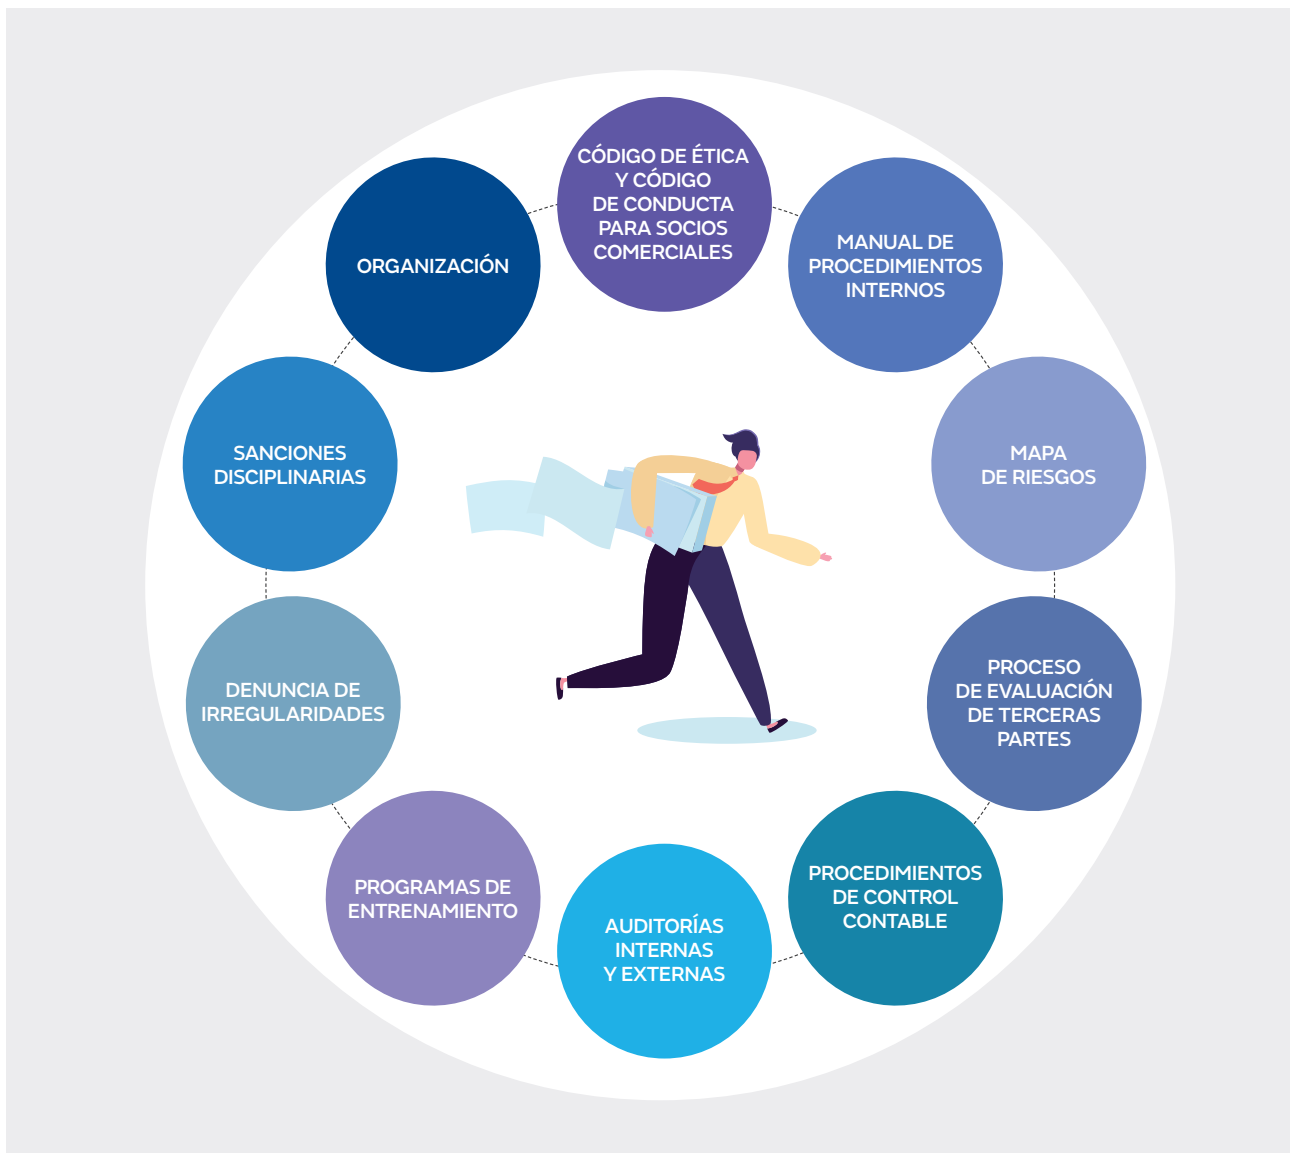 CÓDIGO DE ÉTICA
Y CÓDIGO
DE CONDUCTA
PARA SOCIOS
COMERCIALES
MANUAL DE
PROCEDIMIENTOS
INTERNOS
MAPA
DE RIESGOS
PROCESO
DE EVALUACIÓN
DE TERCERAS
PARTES
PROCEDIMIENTOS
DE CONTROL
CONTABLE
AUDITORÍAS
INTERNAS
Y EXTERNAS
PROGRAMAS DE
ENTRENAMIENTO
DENUNCIA DE
IRREGULARIDADES
SANCIONES
DISCIPLINARIAS
ORGANIZACIÓN